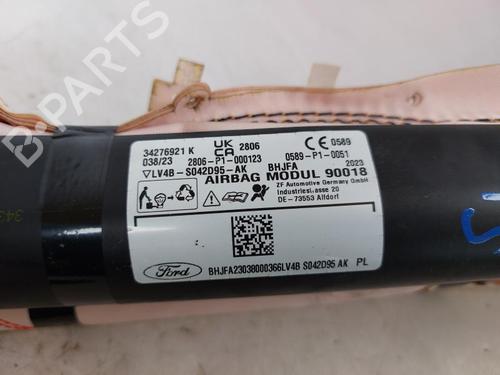 B-PARTS
34276921 K
UK CA 2806
CE 0589
038/23 2806-P1-000123 0589-P1-0051
▽LV4B-S042D95-AK BHJFA 2023
AIRBAG MODUL 90018
ZF Automotive Germany GmbH
Industriestrasse 20
DE-73553 Alfdorf
Ford
BHJFA23038000366LV4B S042D95 AK PL